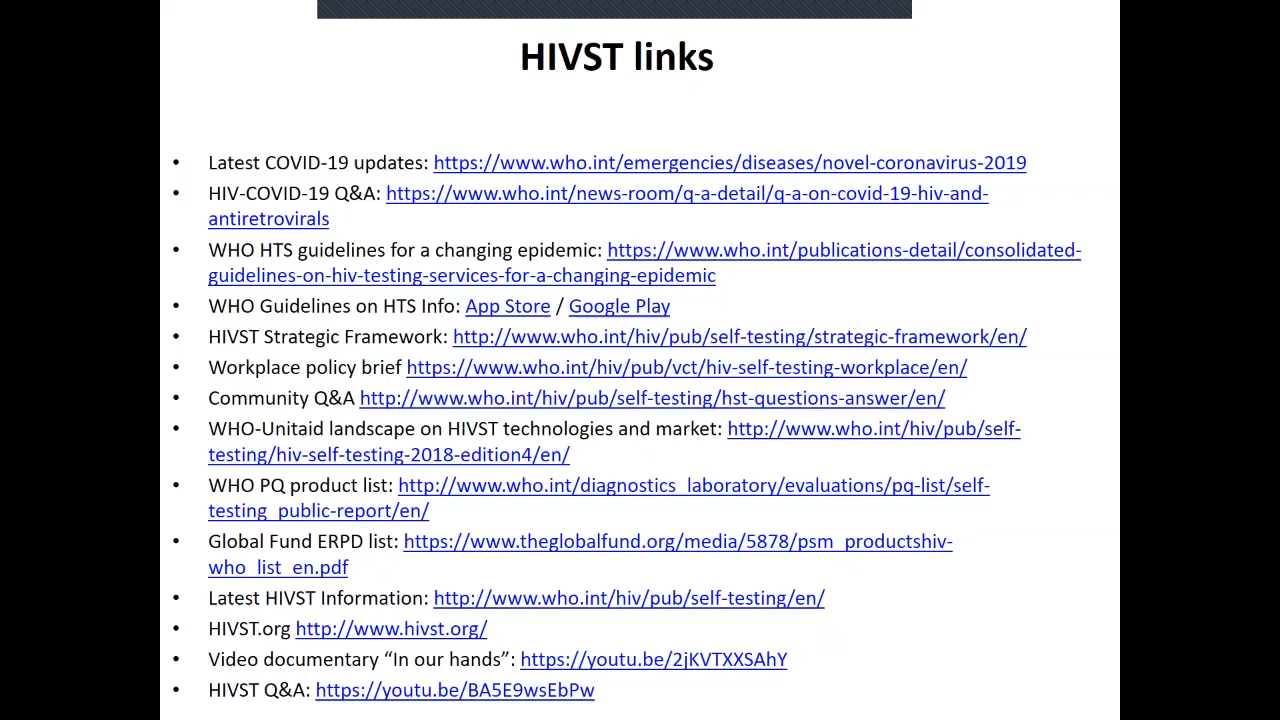 HIVST links
• Latest COVID-19 updates: https://www.who.int/emergencies/diseases/novel-coronavirus-2019
• HIV-COVID-19 Q&A: https://www.who.int/news-room/q-a-detail/q-a-on-covid-19-hiv-and-
antiretrovirals
• WHO HTS guidelines for a changing epidemic: https://www.who.int/publications-detail/consolidated-
guidelines-on-hiv-testing-services-for-a-changing-epidemic
• WHO Guidelines on HTS Info: App Store / Google Play
• HIVST Strategic Framework: http://www.who.int/hiv/pub/self-testing/strategic-framework/en/
• Workplace policy brief https://www.who.int/hiv/pub/vct/hiv-self-testing-workplace/en/
• Community Q&A http://www.who.int/hiv/pub/self-testing/hst-questions-answer/en/
• WHO-Unitaid landscape on HIVST technologies and market: http://www.who.int/hiv/pub/self-
testing/hiv-self-testing-2018-edition4/en/
• WHO PQ product list: http://www.who.int/diagnostics_laboratory/evaluations/pq-list/self-
testing_public-report/en/
• Global Fund ERPD list: https://www.theglobalfund.org/media/5878/psm_productshiv-
who_list_en.pdf
• Latest HIVST Information: http://www.who.int/hiv/pub/self-testing/en/
• HIVST.org http://www.hivst.org/
• Video documentary “In our hands”: https://youtu.be/2jKVTXXSAhY
• HIVST Q&A: https://youtu.be/BA5E9wsEbPw